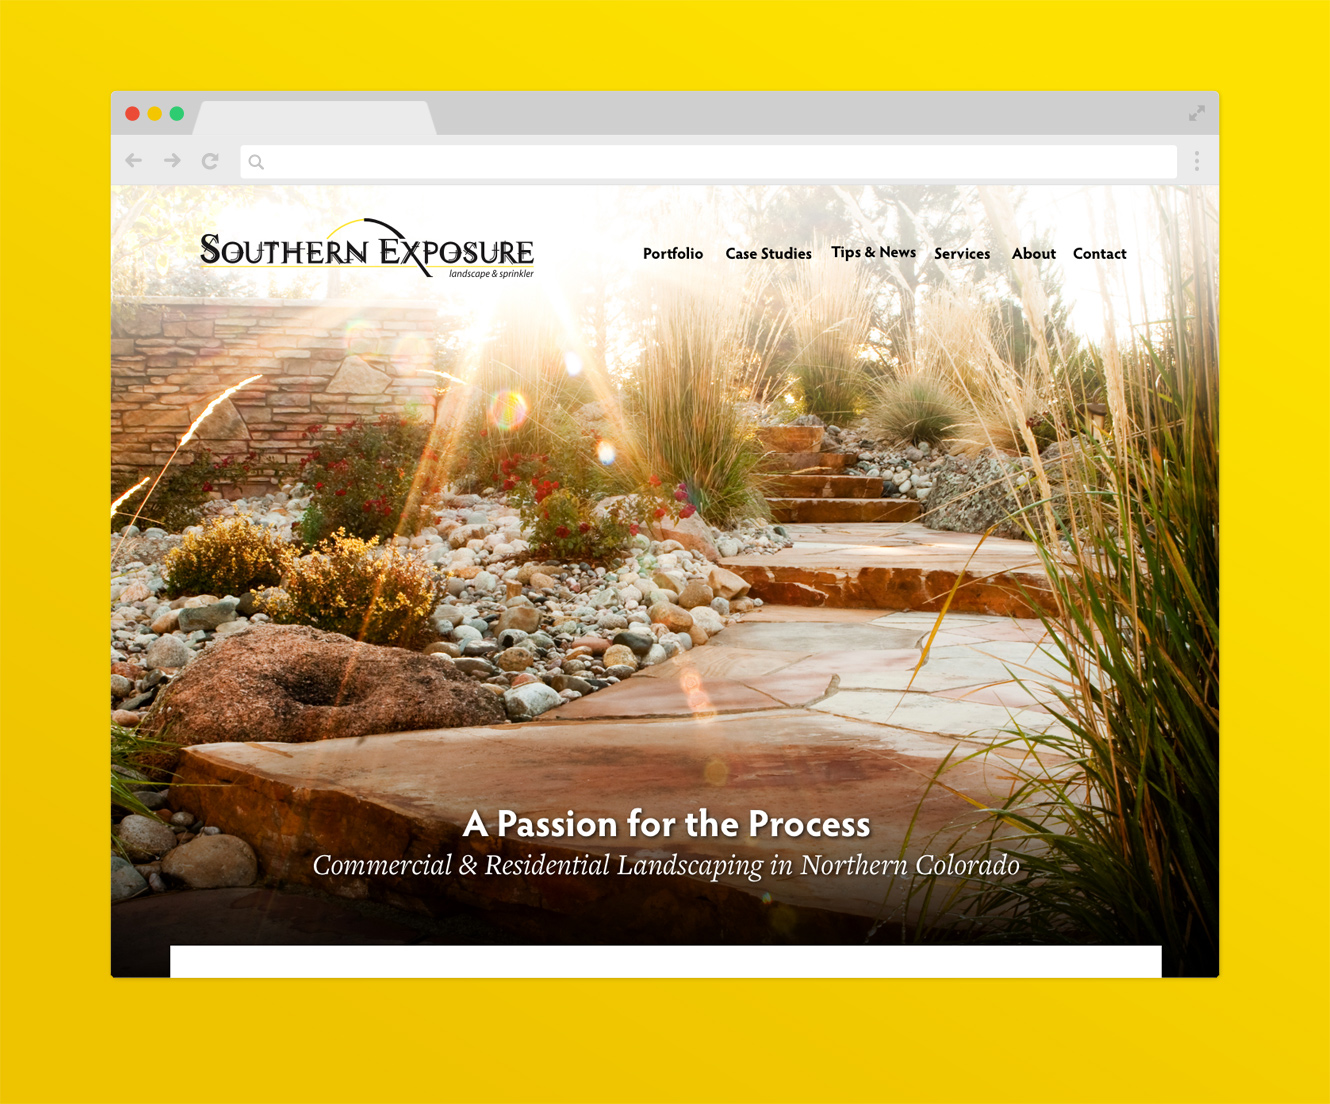 SOUTHERN EXPOSURE
landscape & sprinkler
Portfolio Case Studies Tips & News Services About Contact
A Passion for the Process
Commercial & Residential Landscaping in Northern Colorado